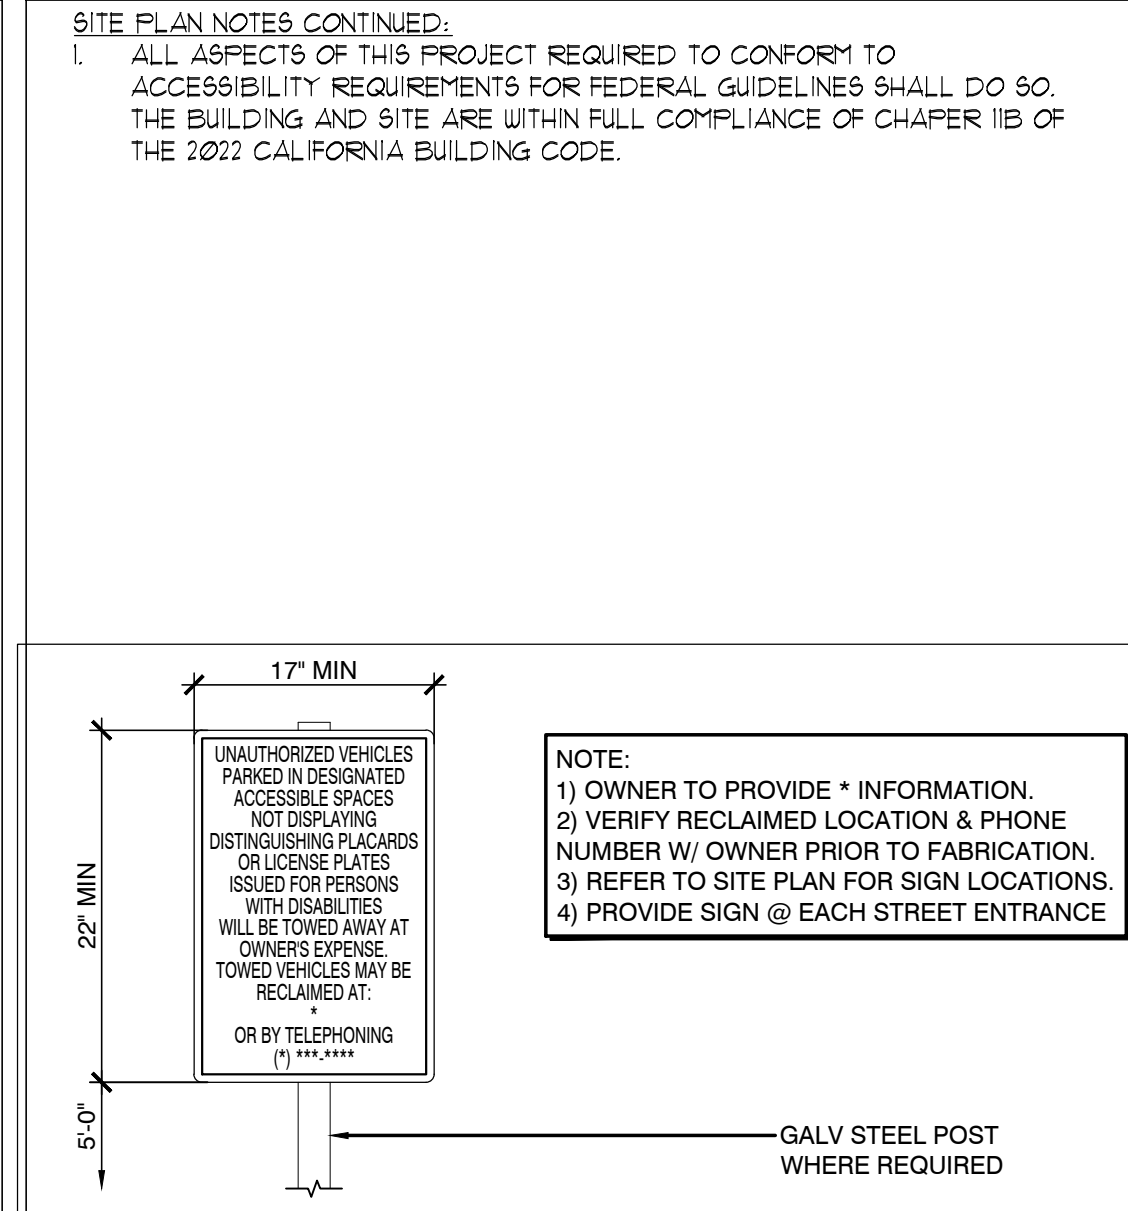 SITE PLAN NOTES CONTINUED:
1. ALL ASPECTS OF THIS PROJECT REQUIRED TO CONFORM TO
ACCESSIBILITY REQUIREMENTS FOR FEDERAL GUIDELINES SHALL DO SO.
THE BUILDING AND SITE ARE WITHIN FULL COMPLIANCE OF CHAPER 11B OF
THE 2022 CALIFORNIA BUILDING CODE.
17" MIN
22" MIN
5'-0"
UNAUTHORIZED VEHICLES
PARKED IN DESIGNATED
ACCESSIBLE SPACES
NOT DISPLAYING
DISTINGUISHING PLACARDS
OR LICENSE PLATES
ISSUED FOR PERSONS
WITH DISABILITIES
WILL BE TOWED AWAY AT
OWNER'S EXPENSE.
TOWED VEHICLES MAY BE
RECLAIMED AT:
*
OR BY TELEPHONING
(*) ***-****
NOTE:
1) OWNER TO PROVIDE * INFORMATION.
2) VERIFY RECLAIMED LOCATION & PHONE
NUMBER W/ OWNER PRIOR TO FABRICATION.
3) REFER TO SITE PLAN FOR SIGN LOCATIONS.
4) PROVIDE SIGN @ EACH STREET ENTRANCE
GALV STEEL POST
WHERE REQUIRED